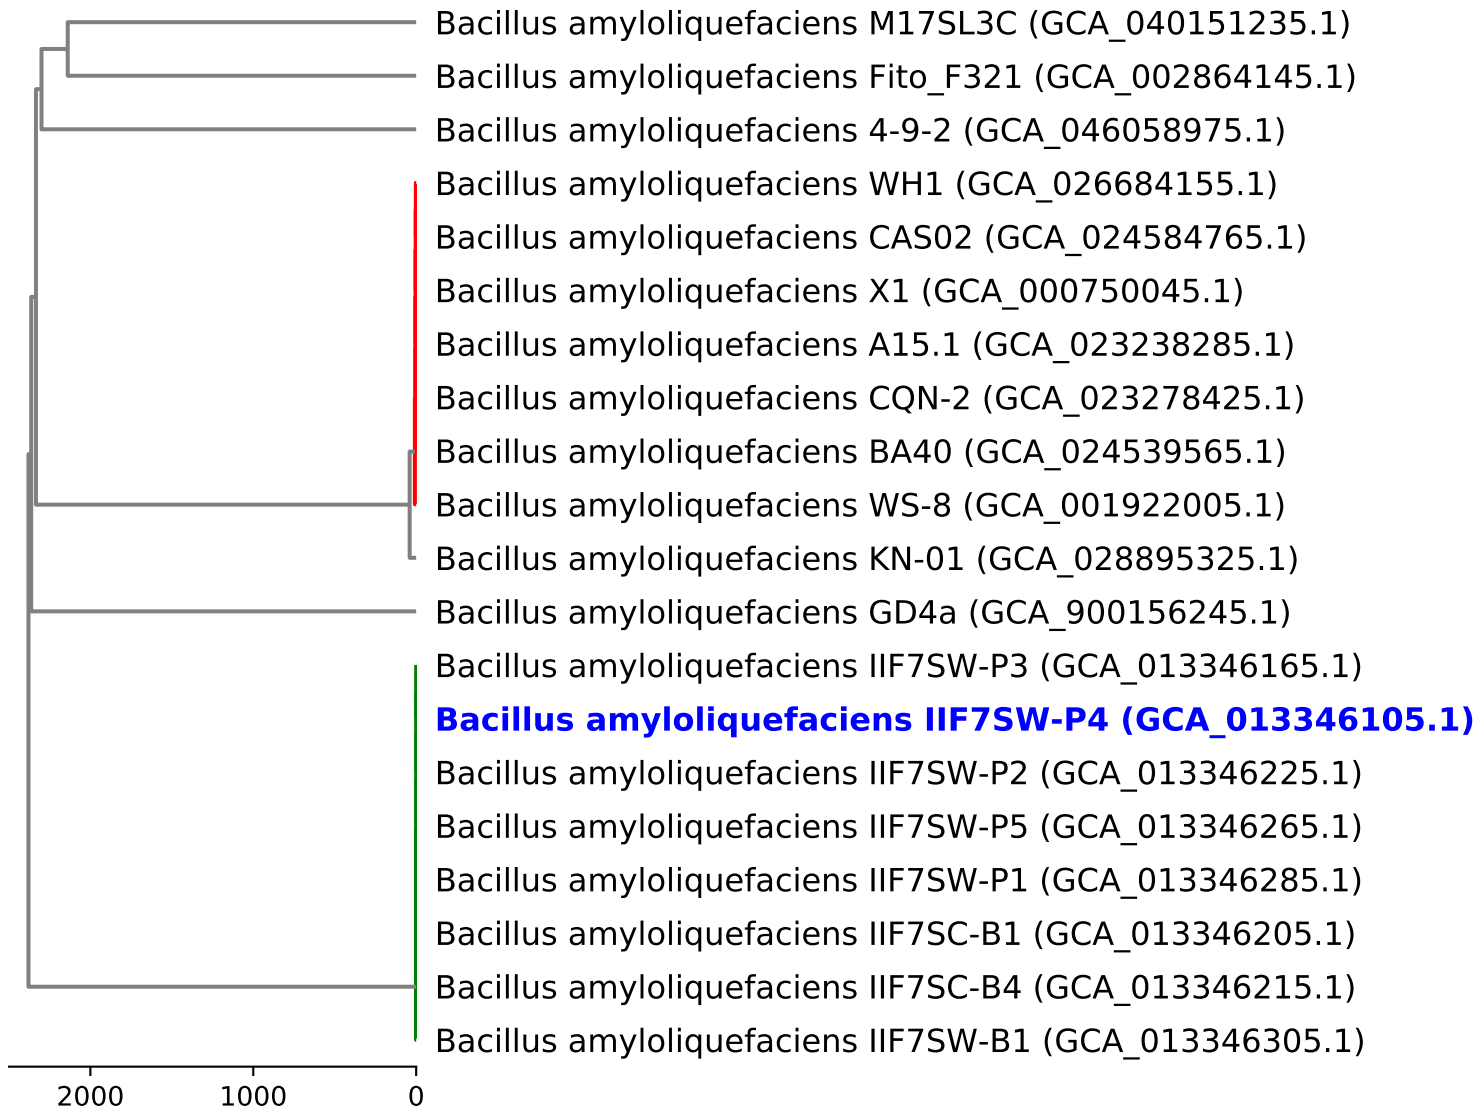 Bacillus amyloliquefaciens M17SL3C (GCA_040151235.1)
Bacillus amyloliquefaciens Fito_F321 (GCA_002864145.1)
Bacillus amyloliquefaciens 4-9-2 (GCA_046058975.1)
Bacillus amyloliquefaciens WH1 (GCA_026684155.1)
Bacillus amyloliquefaciens CAS02 (GCA_024584765.1)
Bacillus amyloliquefaciens X1 (GCA_000750045.1)
Bacillus amyloliquefaciens A15.1 (GCA_023238285.1)
Bacillus amyloliquefaciens CQN-2 (GCA_023278425.1)
Bacillus amyloliquefaciens BA40 (GCA_024539565.1)
Bacillus amyloliquefaciens WS-8 (GCA_001922005.1)
Bacillus amyloliquefaciens KN-01 (GCA_028895325.1)
Bacillus amyloliquefaciens GD4a (GCA_900156245.1)
Bacillus amyloliquefaciens IIF7SW-P3 (GCA_013346165.1)
Bacillus amyloliquefaciens IIF7SW-P4 (GCA_013346105.1)
Bacillus amyloliquefaciens IIF7SW-P2 (GCA_013346225.1)
Bacillus amyloliquefaciens IIF7SW-P5 (GCA_013346265.1)
Bacillus amyloliquefaciens IIF7SW-P1 (GCA_013346285.1)
Bacillus amyloliquefaciens IIF7SC-B1 (GCA_013346205.1)
Bacillus amyloliquefaciens IIF7SC-B4 (GCA_013346215.1)
Bacillus amyloliquefaciens IIF7SW-B1 (GCA_013346305.1)
2000 1000 0